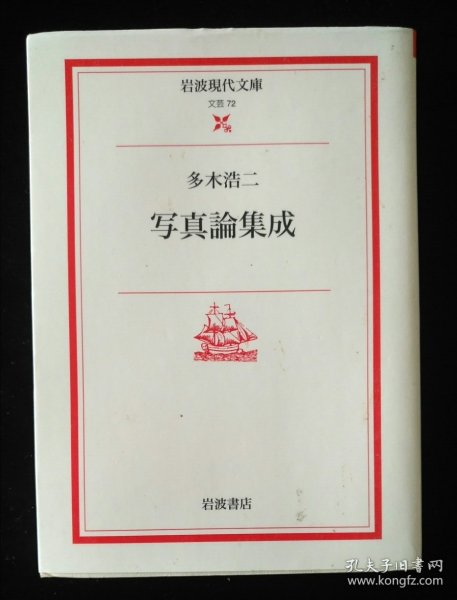 岩波現代文庫
文芸 72
多木浩二
写真論集成
岩波書店
孔夫子旧书网
www.kongfz.com